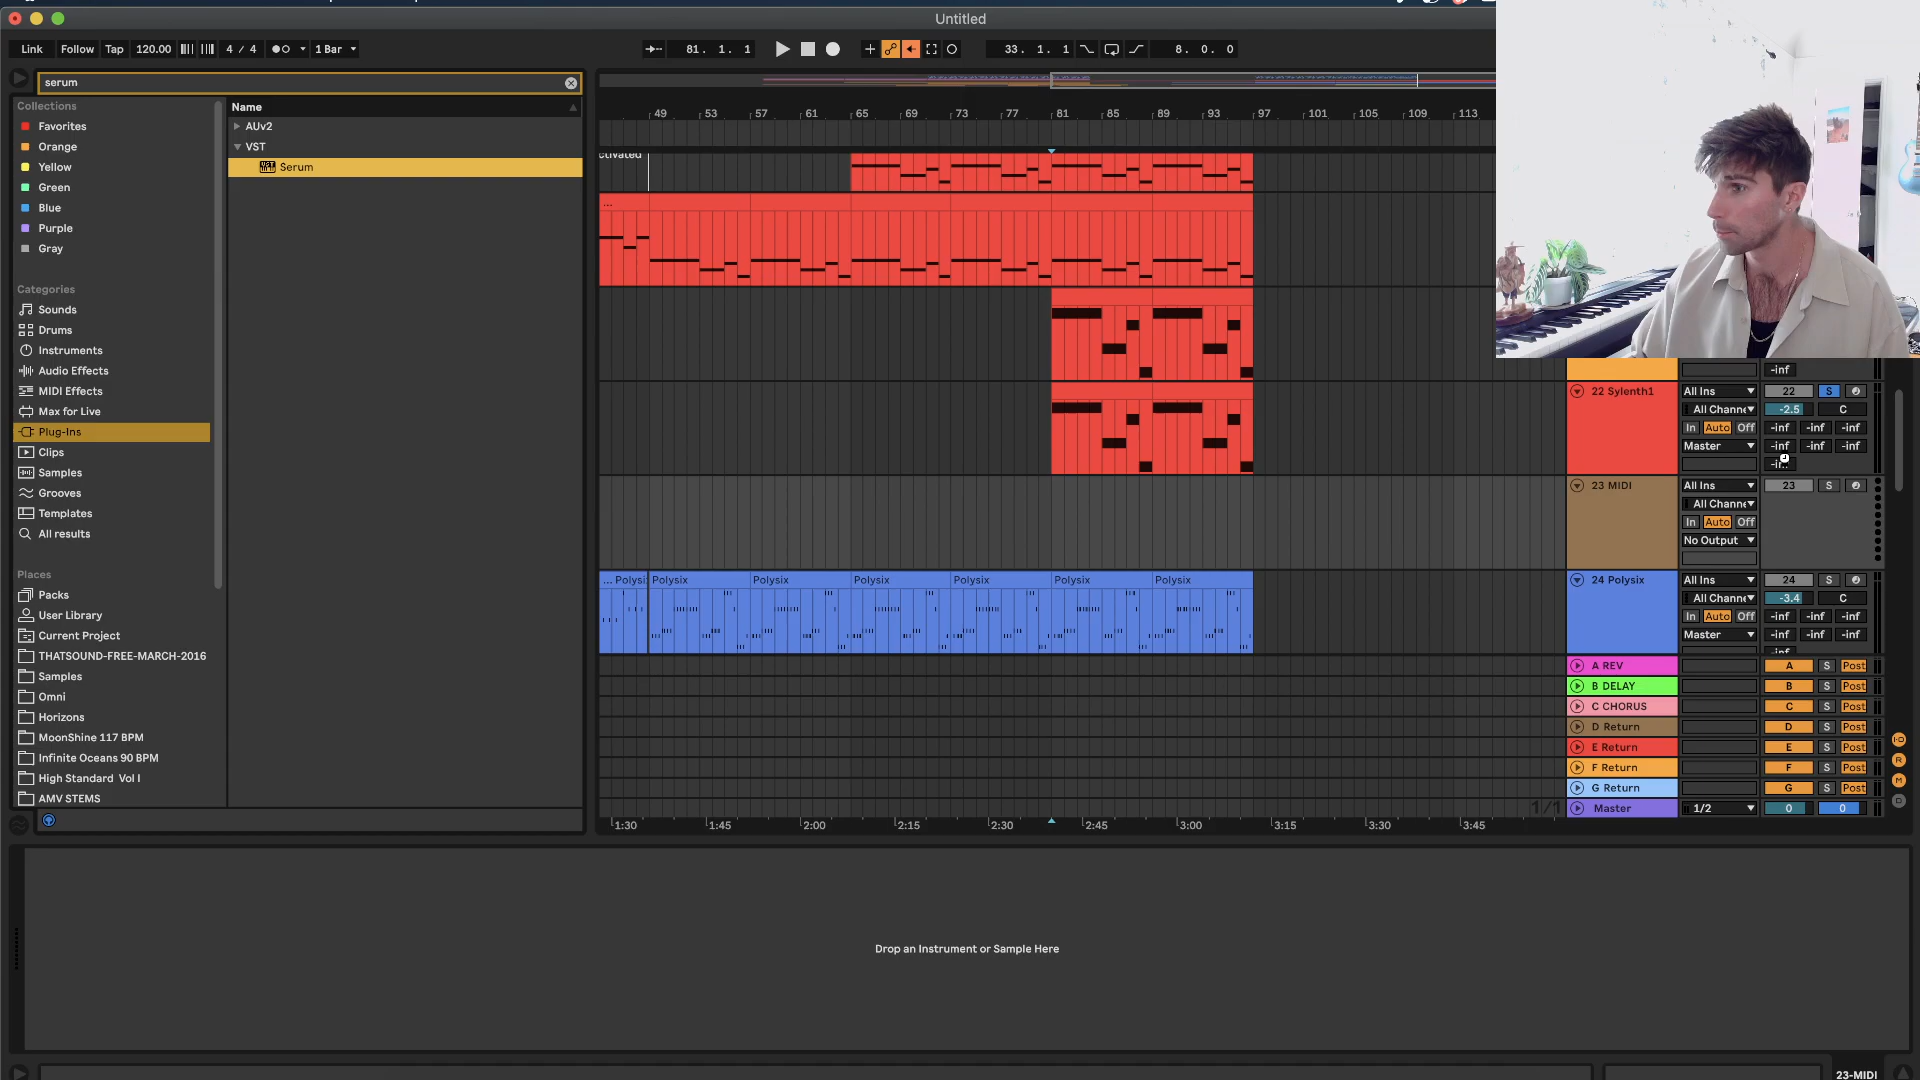 Untitled
Link Follow Tap 120.00 4 / 4 1 Bar 81. 1. 1 33. 1. 1 8. 0. 0
serum
Collections
Favorites
Orange
Yellow
Green
Blue
Purple
Gray
Categories
Sounds
Drums
Instruments
Audio Effects
MIDI Effects
Max for Live
Plug-Ins
Clips
Samples
Grooves
Templates
All results
Places
Packs
User Library
Current Project
THATSOUND-FREE-MARCH-2016
Samples
Omni
Horizons
MoonShine 117 BPM
Infinite Oceans 90 BPM
High Standard Vol I
AMV STEMS
Name
AUv2
VST
Serum
49 53 57 61 65 69 73 77 81 85 89 93 97 101 105 109 113
...
... Polysi Polysix Polysix Polysix Polysix Polysix Polysix
1:30 1:45 2:00 2:15 2:30 2:45 3:00 3:15 3:30 3:45
1/1
-inf
22 Sylenth1 All Ins 22 S
All Channe -2.5 C
In Auto Off -inf -inf -inf
Master -inf -inf -inf
23 MIDI All Ins 23 S
All Channe
In Auto Off
No Output
24 Polysix All Ins 24 S
All Channe -3.4 C
In Auto Off -inf -inf -inf
Master -inf -inf -inf
-inf
A REV A S Post
B DELAY B S Post
C CHORUS C S Post
D Return D S Post
E Return E S Post
F Return F S Post
G Return G S Post
Master 1/2 0 0
I-O
R
M
D
Drop an Instrument or Sample Here
23-MIDI